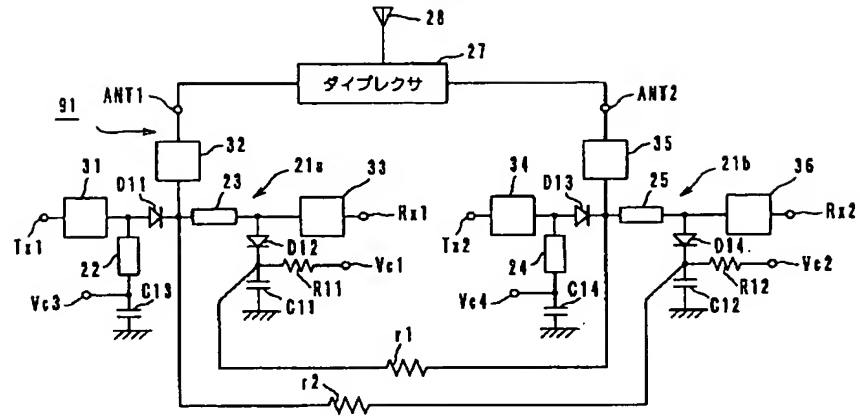 28
27
ダイプレクサ
ANT1
ANT2
91
32
35
31
D11
23
21a
33
34
D13
25
21b
36
Tx1
Rx1
Tx2
Rx2
22
D12
Vc1
R11
24
D14
Vc2
R12
Vc3
C13
C11
Vc4
C14
C12
r1
r2